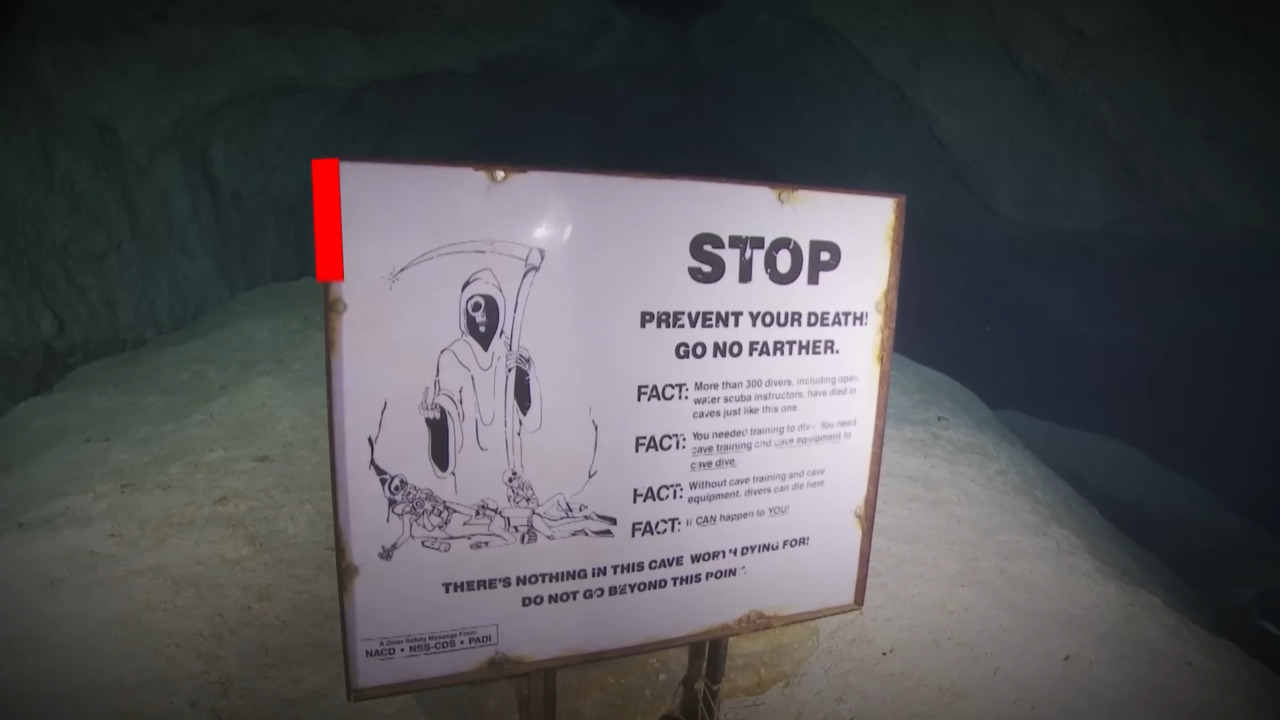 STOP
PREVENT YOUR DEATH!
GO NO FARTHER.
FACT: More than 300 divers, including open
water scuba instructors, have died in
caves just like this one.
FACT: You needed training to dive. You need
cave training and cave equipment to
cave dive.
FACT: Without cave training and cave
equipment, divers can die here.
FACT: It CAN happen to YOU!
THERE'S NOTHING IN THIS CAVE WORTH DYING FOR!
DO NOT GO BEYOND THIS POINT.
A Diver Safety Message From:
NACD • NSS-CDS • PADI